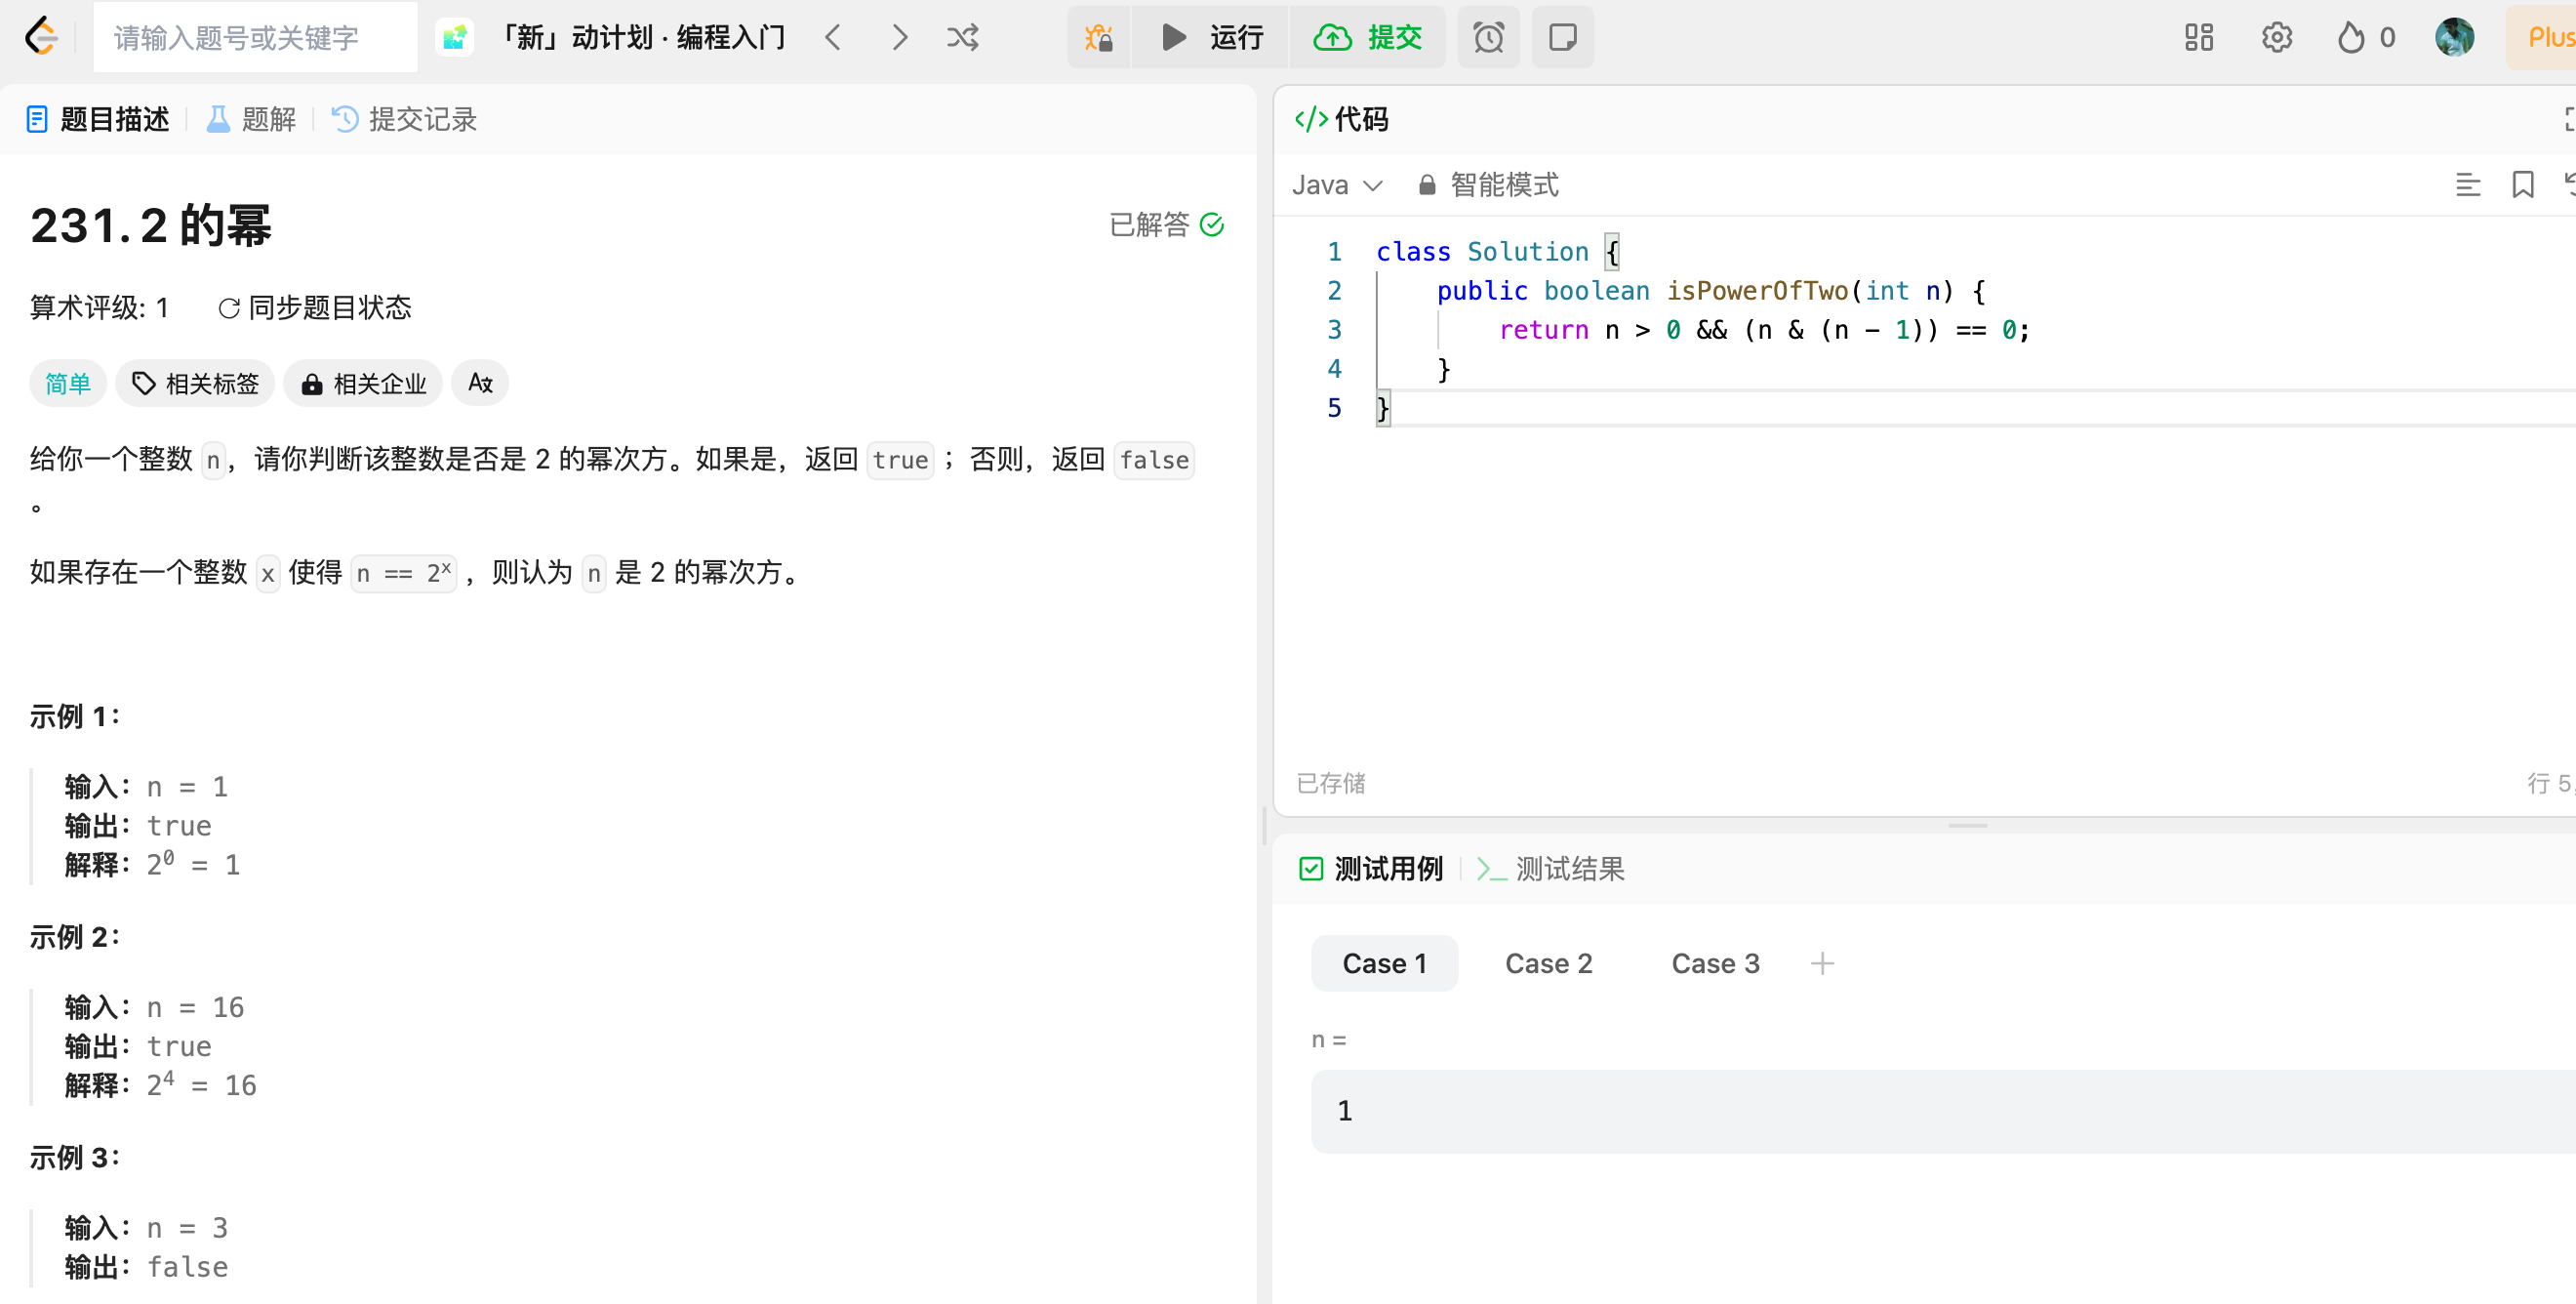 请输入题号或关键字
「新」动计划 · 编程入门
运行
提交
0
Plus
题目描述
题解
提交记录
231. 2 的幂
已解答
算术评级: 1
同步题目状态
简单
相关标签
相关企业
给你一个整数 n，请你判断该整数是否是 2 的幂次方。如果是，返回 true ；否则，返回 false
。
如果存在一个整数 x 使得 n == 2ˣ ，则认为 n 是 2 的幂次方。
示例 1：
输入：n = 1
输出：true
解释：2⁰ = 1
示例 2：
输入：n = 16
输出：true
解释：2⁴ = 16
示例 3：
输入：n = 3
输出：false
</>代码
Java
智能模式
1 class Solution {
2     public boolean isPowerOfTwo(int n) {
3         return n > 0 && (n & (n - 1)) == 0;
4     }
5 }
已存储
行 5,
测试用例
测试结果
Case 1
Case 2
Case 3
n =
1